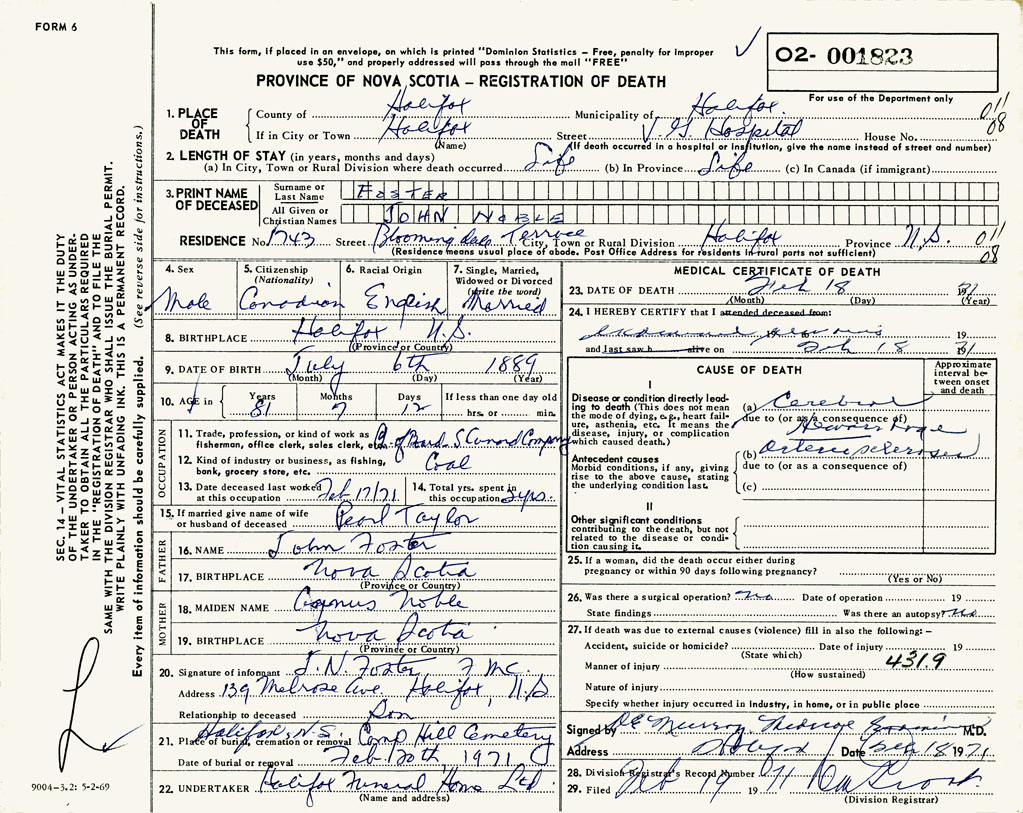 FORM 6
This form, if placed in an envelope, on which is printed "Dominion Statistics – Free, penalty for improper
use $50," and properly addressed will pass through the mail "FREE"
02- 001823
PROVINCE OF NOVA SCOTIA – REGISTRATION OF DEATH
For use of the Department only
1. PLACE OF DEATH
County of Halifax Municipality of Halifax 011
If in City or Town Halifax Street V. G. Hospital House No. 08
(Name) (If death occurred in a hospital or Institution, give the name instead of street and number)
2. LENGTH OF STAY (in years, months and days)
(a) In City, Town or Rural Division where death occurred Life (b) In Province Life (c) In Canada (if immigrant)
3. PRINT NAME OF DECEASED
Surname or Last Name FOSTER
All Given or Christian Names JOHN NOBLE
RESIDENCE No. 1743 Street Bloomingdale Terrace City, Town or Rural Division Halifax Province N.S. 011
(Residence means usual place of abode. Post Office Address for residents in rural parts not sufficient) 08
4. Sex Male
5. Citizenship (Nationality) Canadian
6. Racial Origin English
7. Single, Married, Widowed or Divorced (write the word) Married
8. BIRTHPLACE Halifax N.S.
(Province or Country)
9. DATE OF BIRTH July 6th 1889
(Month) (Day) (Year)
10. AGE in Years 81 Months 7 Days 12 If less than one day old hrs. or min.
OCCUPATION
11. Trade, profession, or kind of work as fisherman, office clerk, sales clerk, etc. of Board S Cunard Company
12. Kind of industry or business, as fishing, bank, grocery store, etc. Coal
13. Date deceased last worked at this occupation Feb 17/71
14. Total yrs. spent in this occupation yrs.
15. If married give name of wife or husband of deceased Pearl Taylor
FATHER
16. NAME John Foster
17. BIRTHPLACE Nova Scotia
(Province or Country)
MOTHER
18. MAIDEN NAME Noble
19. BIRTHPLACE Nova Scotia
(Province or Country)
20. Signature of informant J. N. Foster
Address 139 Melrose Ave Halifax, N.S.
Relationship to deceased Son
21. Place of burial, cremation or removal Halifax, N.S. Camp Hill Cemetery
Date of burial or removal Feb 20th 1971
22. UNDERTAKER Halifax Funeral Home Ltd
(Name and address)
MEDICAL CERTIFICATE OF DEATH
23. DATE OF DEATH Feb 18 1971
(Month) (Day) (Year)
24. I HEREBY CERTIFY that I attended deceased from:
19
and last saw h alive on Feb 18 1971
CAUSE OF DEATH
Approximate interval between onset and death
I
Disease or condition directly leading to death (This does not mean the mode of dying, e.g., heart failure, asthenia, etc. It means the disease, injury, or complication which caused death.)
(a) Cerebral
due to (or as a consequence of)
Hemorrhage
Antecedent causes
Morbid conditions, if any, giving rise to the above cause, stating the underlying condition last.
(b) Arteriosclerosis
due to (or as a consequence of)
(c)
II
Other significant conditions
contributing to the death, but not related to the disease or condition causing it.
25. If a woman, did the death occur either during
pregnancy or within 90 days following pregnancy?
(Yes or No)
26. Was there a surgical operation? No Date of operation 19
State findings Was there an autopsy? No
27. If death was due to external causes (violence) fill in also the following: –
Accident, suicide or homicide? Date of injury 19
(State which) 431.9
Manner of injury
(How sustained)
Nature of injury
Specify whether injury occurred in Industry, in home, or in public place
Signed by Murray Medical Examiner M.D.
Address Halifax Date Feb 18 1971
28. Division Registrar's Record Number 911
29. Filed Feb 19 1971
(Division Registrar)
SEC. 14 – VITAL STATISTICS ACT MAKES IT THE DUTY
OF THE UNDERTAKER OR PERSON ACTING AS UNDER-
TAKER TO OBTAIN ALL THE PARTICULARS REQUIRED
IN THE "REGISTRATION OF DEATH" AND TO FILE THE
SAME WITH THE DIVISION REGISTRAR WHO SHALL ISSUE THE BURIAL PERMIT.
WRITE PLAINLY WITH UNFADING INK. THIS IS A PERMANENT RECORD.
Every item of information should be carefully supplied. (See reverse side for instructions.)
9004–3.2: 5-2-69